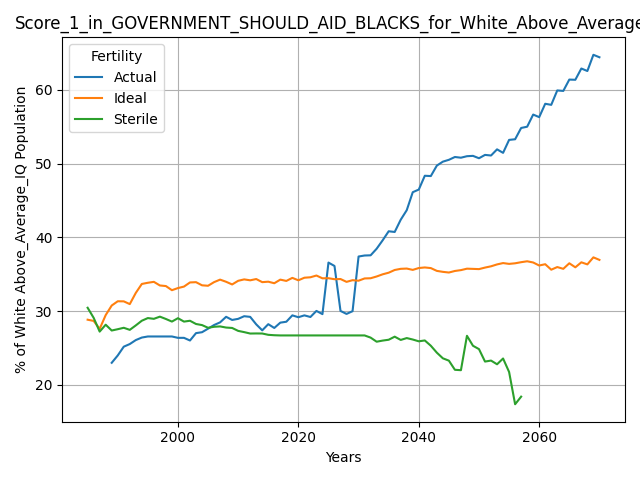 Score_1_in_GOVERNMENT_SHOULD_AID_BLACKS_for_White_Above_Average
Fertility
Actual
Ideal
Sterile
% of White Above_Average_IQ Population
60
50
40
30
20
2000 2020 2040 2060
Years